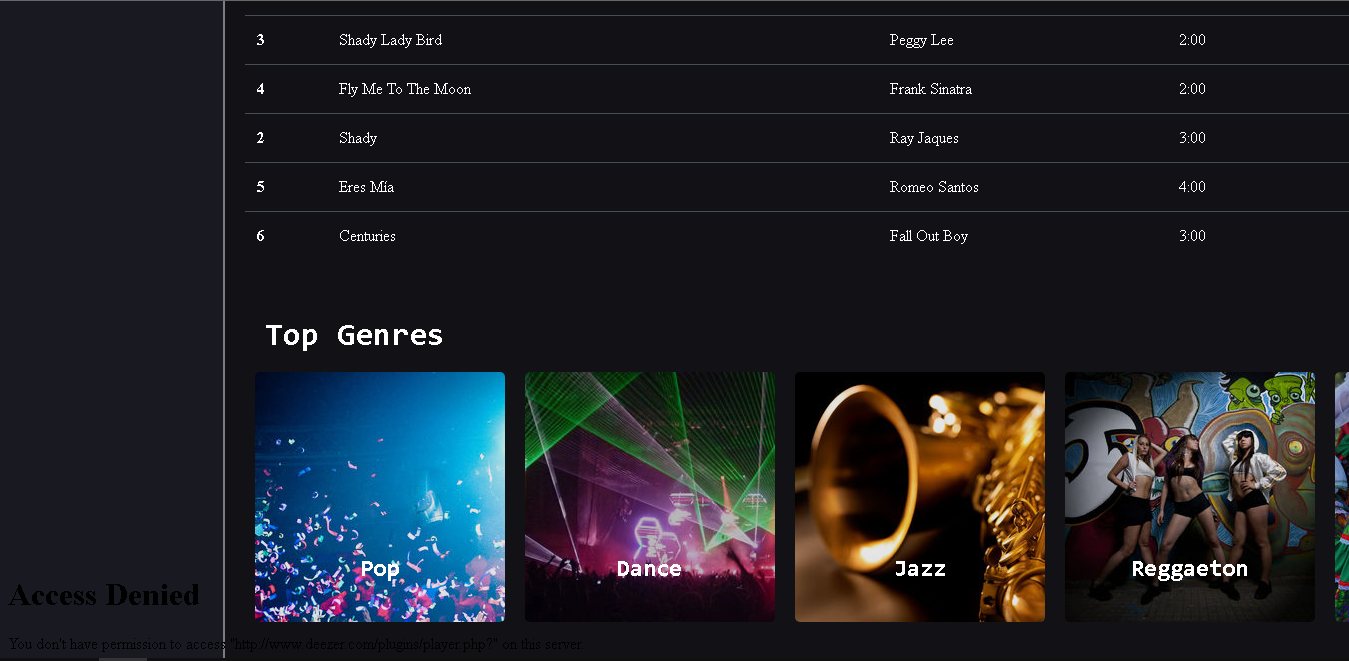 3 Shady Lady Bird Peggy Lee 2:00
4 Fly Me To The Moon Frank Sinatra 2:00
2 Shady Ray Jaques 3:00
5 Eres Mía Romeo Santos 4:00
6 Centuries Fall Out Boy 3:00
Top Genres
Pop Dance Jazz Reggaeton
Access Denied
You don't have permission to access "http://www.deezer.com/plugins/player.php?" on this server.